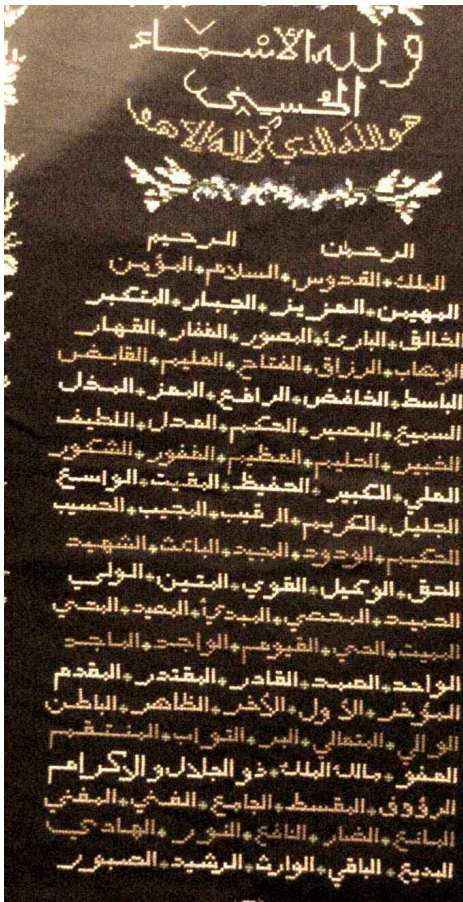 ولله الأسماء
الحسنى
هو الله الذي لا اله الا هو
الرحمان الرحيم
الملك القدوس السلام المؤمن
المهيمن العزيز الجبار المتكبر
الخالق البارئ المصور الغفار القهار
الوهاب الرزاق الفتاح العليم القابض
الباسط الخافض الرافع المعز المذل
السميع البصير الحكم العدل اللطيف
الخبير الحليم العظيم الغفور الشكور
العلي الكبير الحفيظ المقيت الواسع
الجليل الكريم الرقيب المجيب الحسيب
الحكيم الودود المجيد الباعث الشهيد
الحق الوكيل القوي المتين الولي
الحميد المحصي المبدئ المعيد المحي
المميت الحي القيوم الواجد الماجد
الواحد الصمد القادر المقتدر المقدم
المؤخر الأول الأخر الظاهر الباطن
الوالي المتعالي البر التواب المنتقم
العفو مالك الملك ذو الجلال والإكرام
الرؤوف المقسط الجامع الغني المغني
المانع الضار النافع النور الهادي
البديع الباقي الوارث الرشيد الصبور